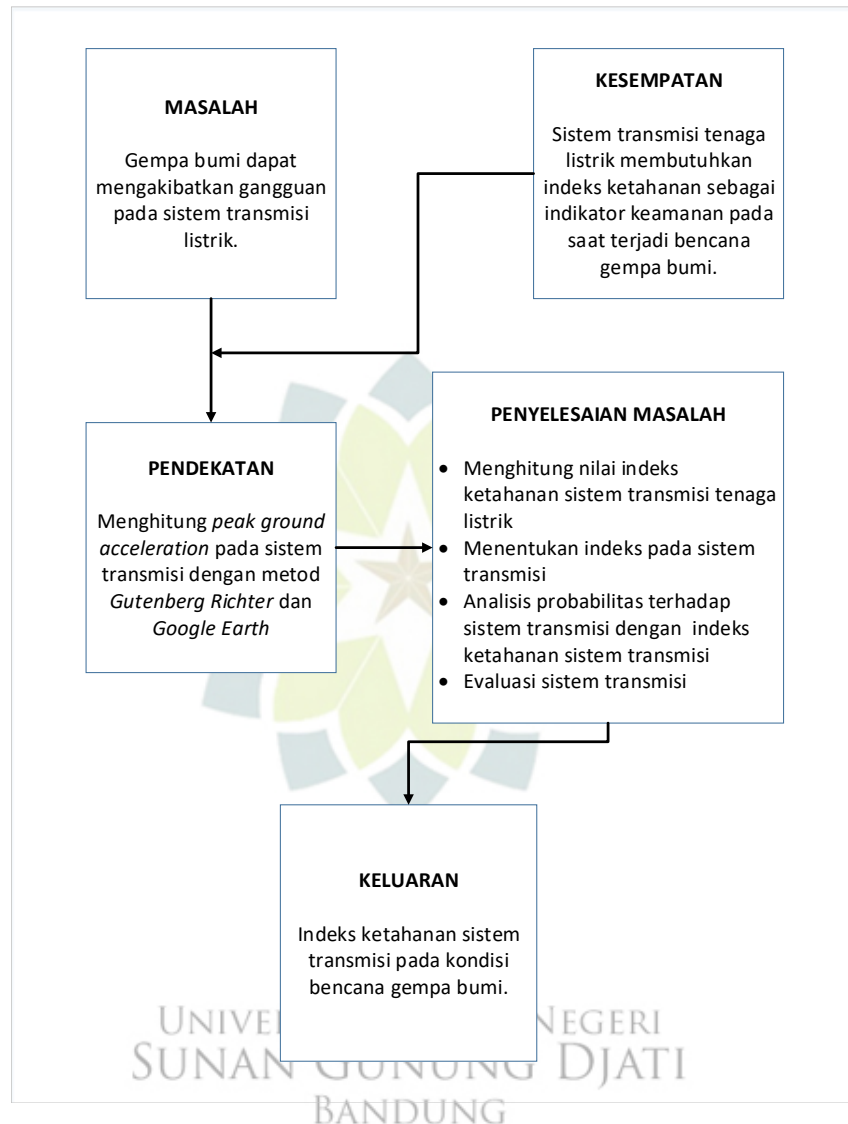 MASALAH
Gempa bumi dapat
mengakibatkan gangguan
pada sistem transmisi
listrik.
KESEMPATAN
Sistem transmisi tenaga
listrik membutuhkan
indeks ketahanan sebagai
indikator keamanan pada
saat terjadi bencana
gempa bumi.
PENDEKATAN
Menghitung peak ground
acceleration pada sistem
transmisi dengan metod
Gutenberg Richter dan
Google Earth
PENYELESAIAN MASALAH
• Menghitung nilai indeks
ketahanan sistem transmisi tenaga
listrik
• Menentukan indeks pada sistem
transmisi
• Analisis probabilitas terhadap
sistem transmisi dengan indeks
ketahanan sistem transmisi
• Evaluasi sistem transmisi
KELUARAN
Indeks ketahanan sistem
transmisi pada kondisi
bencana gempa bumi.
NEGERI
SUNAN GUNUNG DJATI
BANDUNG